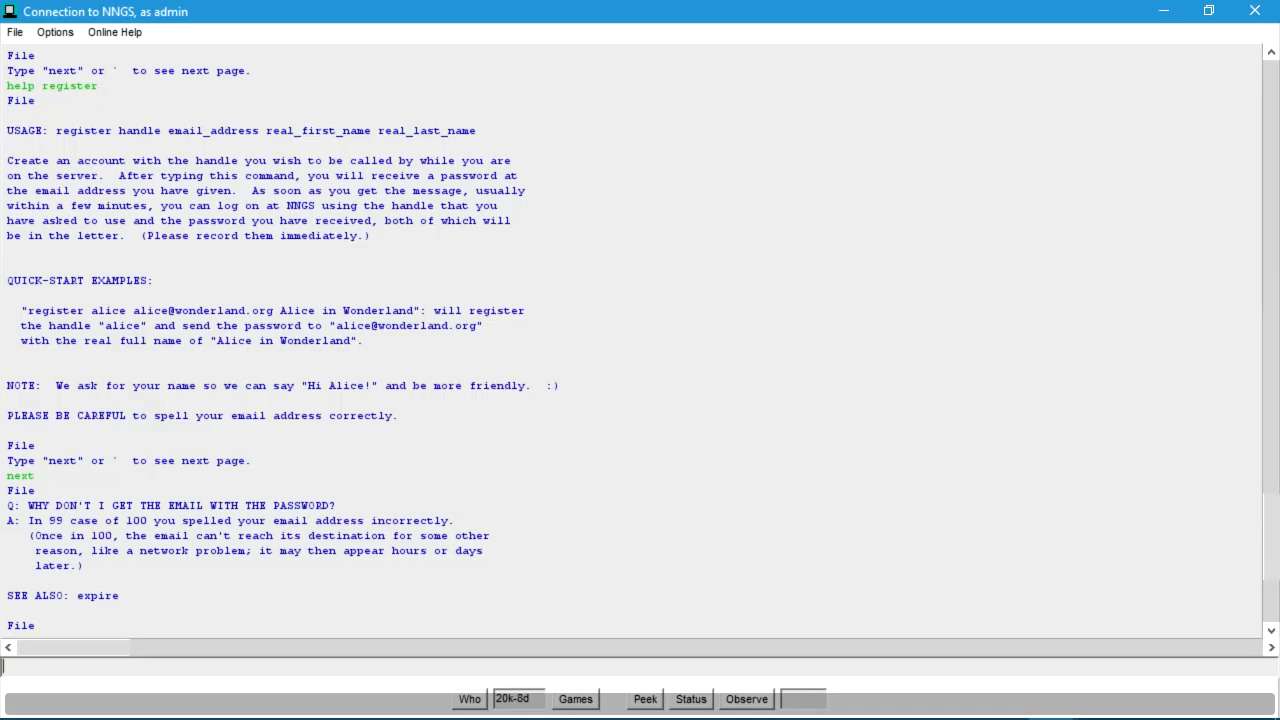 Connection to NNGS, as admin
File Options Online Help
File
Type "next" or ` to see next page.
help register
File
USAGE: register handle email_address real_first_name real_last_name
Create an account with the handle you wish to be called by while you are
on the server. After typing this command, you will receive a password at
the email address you have given. As soon as you get the message, usually
within a few minutes, you can log on at NNGS using the handle that you
have asked to use and the password you have received, both of which will
be in the letter. (Please record them immediately.)
QUICK-START EXAMPLES:
"register alice alice@wonderland.org Alice in Wonderland": will register
the handle "alice" and send the password to "alice@wonderland.org"
with the real full name of "Alice in Wonderland".
NOTE: We ask for your name so we can say "Hi Alice!" and be more friendly. :)
PLEASE BE CAREFUL to spell your email address correctly.
File
Type "next" or ` to see next page.
next
File
Q: WHY DON'T I GET THE EMAIL WITH THE PASSWORD?
A: In 99 case of 100 you spelled your email address incorrectly.
(Once in 100, the email can't reach its destination for some other
reason, like a network problem; it may then appear hours or days
later.)
SEE ALSO: expire
File
Who 20k-8d Games Peek Status Observe